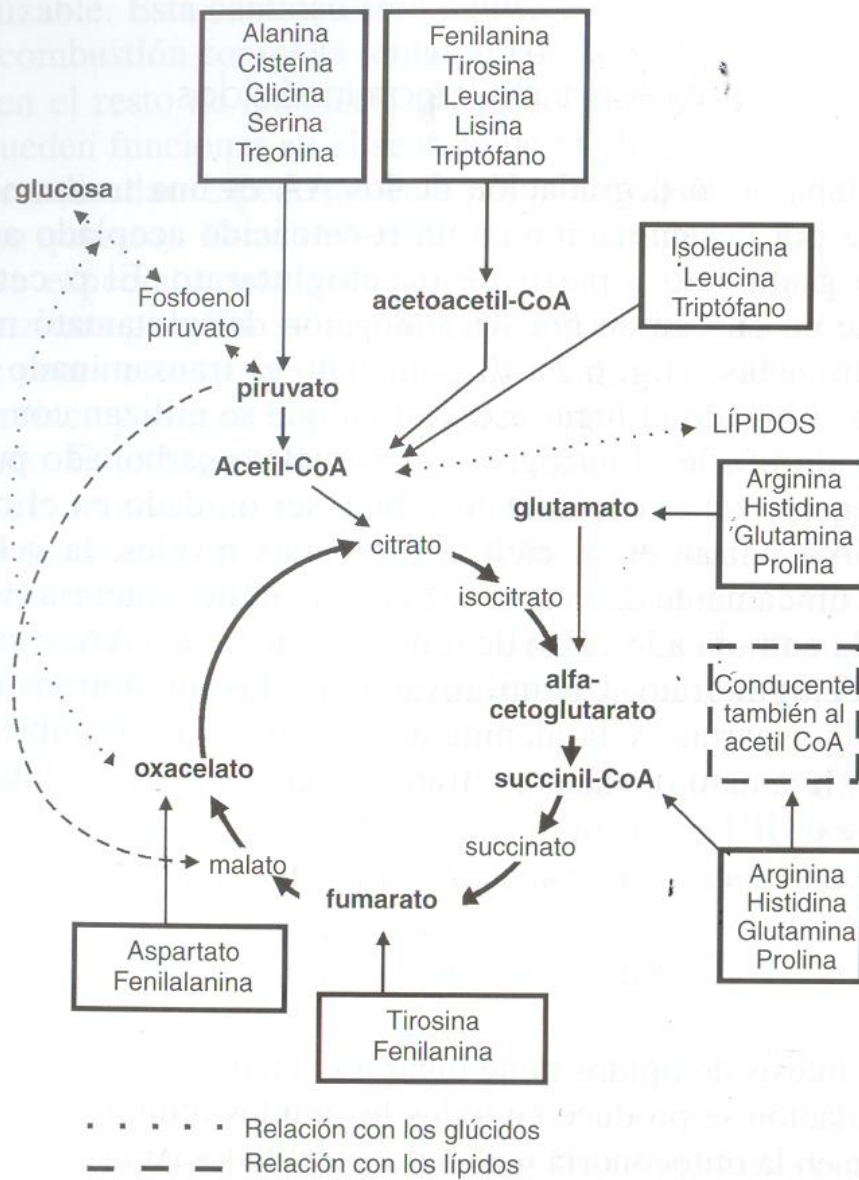 Alanina
Cisteína
Glicina
Serina
Treonina
Fenilanina
Tirosina
Leucina
Lisina
Triptófano
glucosa
Isoleucina
Leucina
Triptófano
Fosfoenol
piruvato
acetoacetil-CoA
piruvato
LÍPIDOS
Acetil-CoA
Arginina
Histidina
Glutamina
Prolina
glutamato
citrato
isocitrato
alfa-
cetoglutarato
Conducente
también al
acetil CoA
oxacelato
succinil-CoA
succinato
malato
fumarato
Arginina
Histidina
Glutamina
Prolina
Aspartato
Fenilalanina
Tirosina
Fenilanina
Relación con los glúcidos
Relación con los lípidos